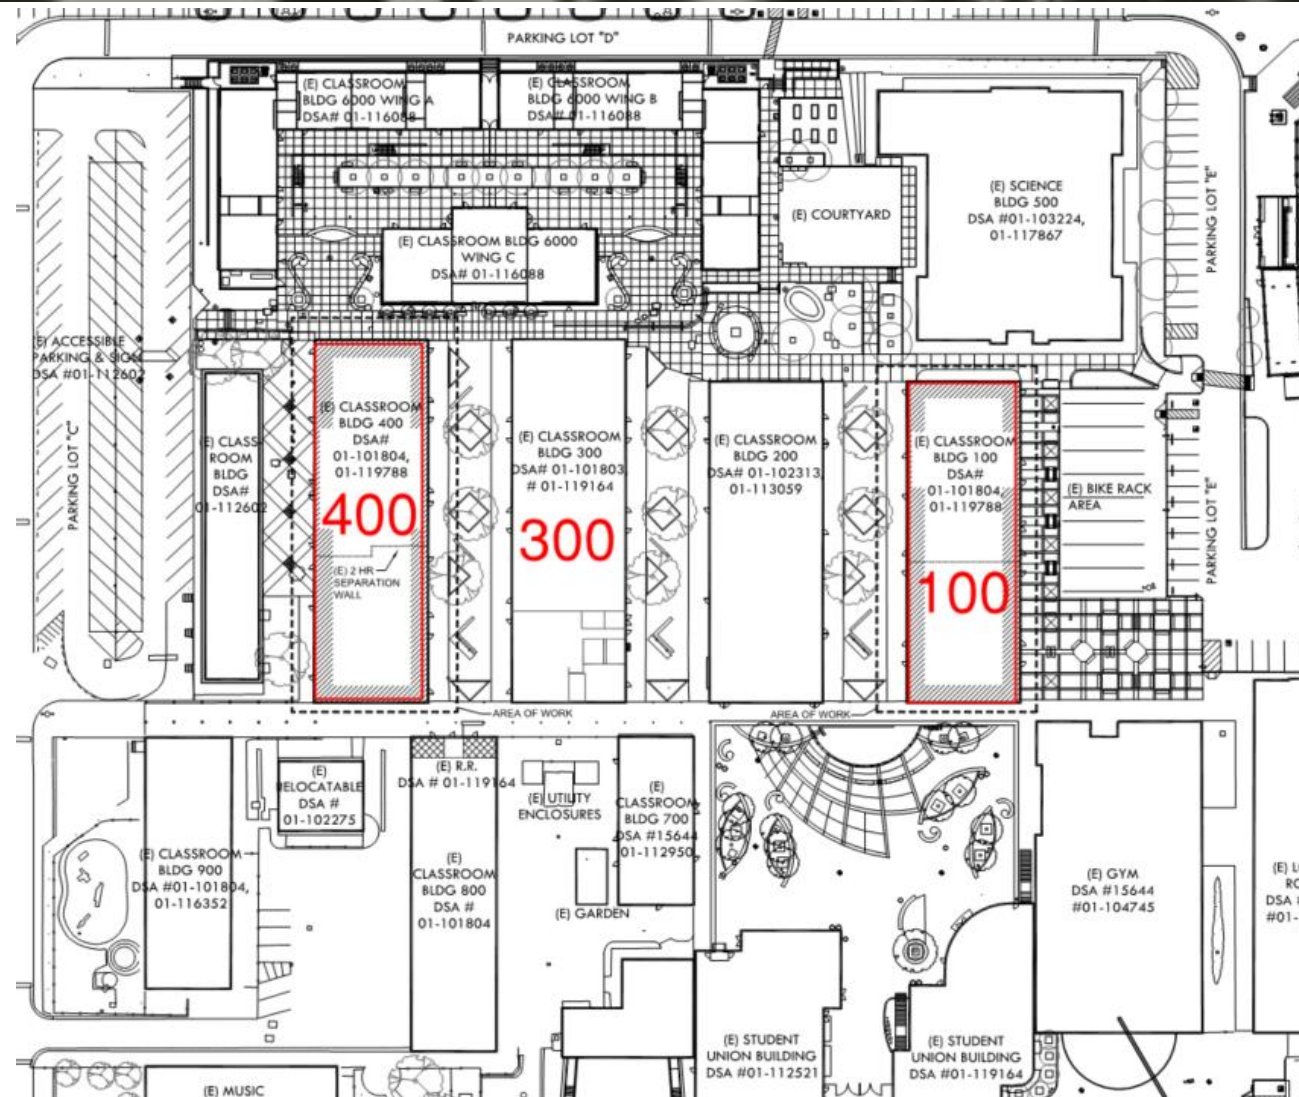 PARKING LOT "D"
(E) CLASSROOM
BLDG 6000 WING A
DSA# 01-116088
(E) CLASSROOM
BLDG 6000 WING B
DSA# 01-116088
(E) SCIENCE
BLDG 500
DSA #01-103224,
01-117867
PARKING LOT "E"
(E) COURTYARD
(E) CLASSROOM BLDG 6000
WING C
DSA# 01-116088
(E) ACCESSIBLE
PARKING & SIGN
DSA #01-112602
PARKING LOT "C"
(E) CLASS-
ROOM
BLDG
DSA#
01-112602
(E) CLASSROOM
BLDG 400
DSA#
01-101804,
01-119788
400
(E) 2 HR
SEPARATION
WALL
(E) CLASSROOM
BLDG 300
DSA# 01-101803
# 01-119164
300
(E) CLASSROOM
BLDG 200
DSA# 01-102313,
01-113059
(E) CLASSROOM
BLDG 100
DSA#
01-101804,
01-119788
100
(E) BIKE RACK
AREA
PARKING LOT "E"
AREA OF WORK
AREA OF WORK
(E)
RELOCATABLE
DSA #
01-102275
(E) R.R.
DSA # 01-119164
(E) UTILITY
ENCLOSURES
(E)
CLASSROOM
BLDG 700
DSA #15644
01-112950
(E) CLASSROOM
BLDG 900
DSA #01-101804,
01-116352
(E)
CLASSROOM
BLDG 800
DSA #
01-101804
(E) GARDEN
(E) GYM
DSA #15644
#01-104745
(E)
DSA
#01-
(E) STUDENT
UNION BUILDING
DSA #01-112521
(E) STUDENT
UNION BUILDING
DSA #01-119164
(E) MUSIC